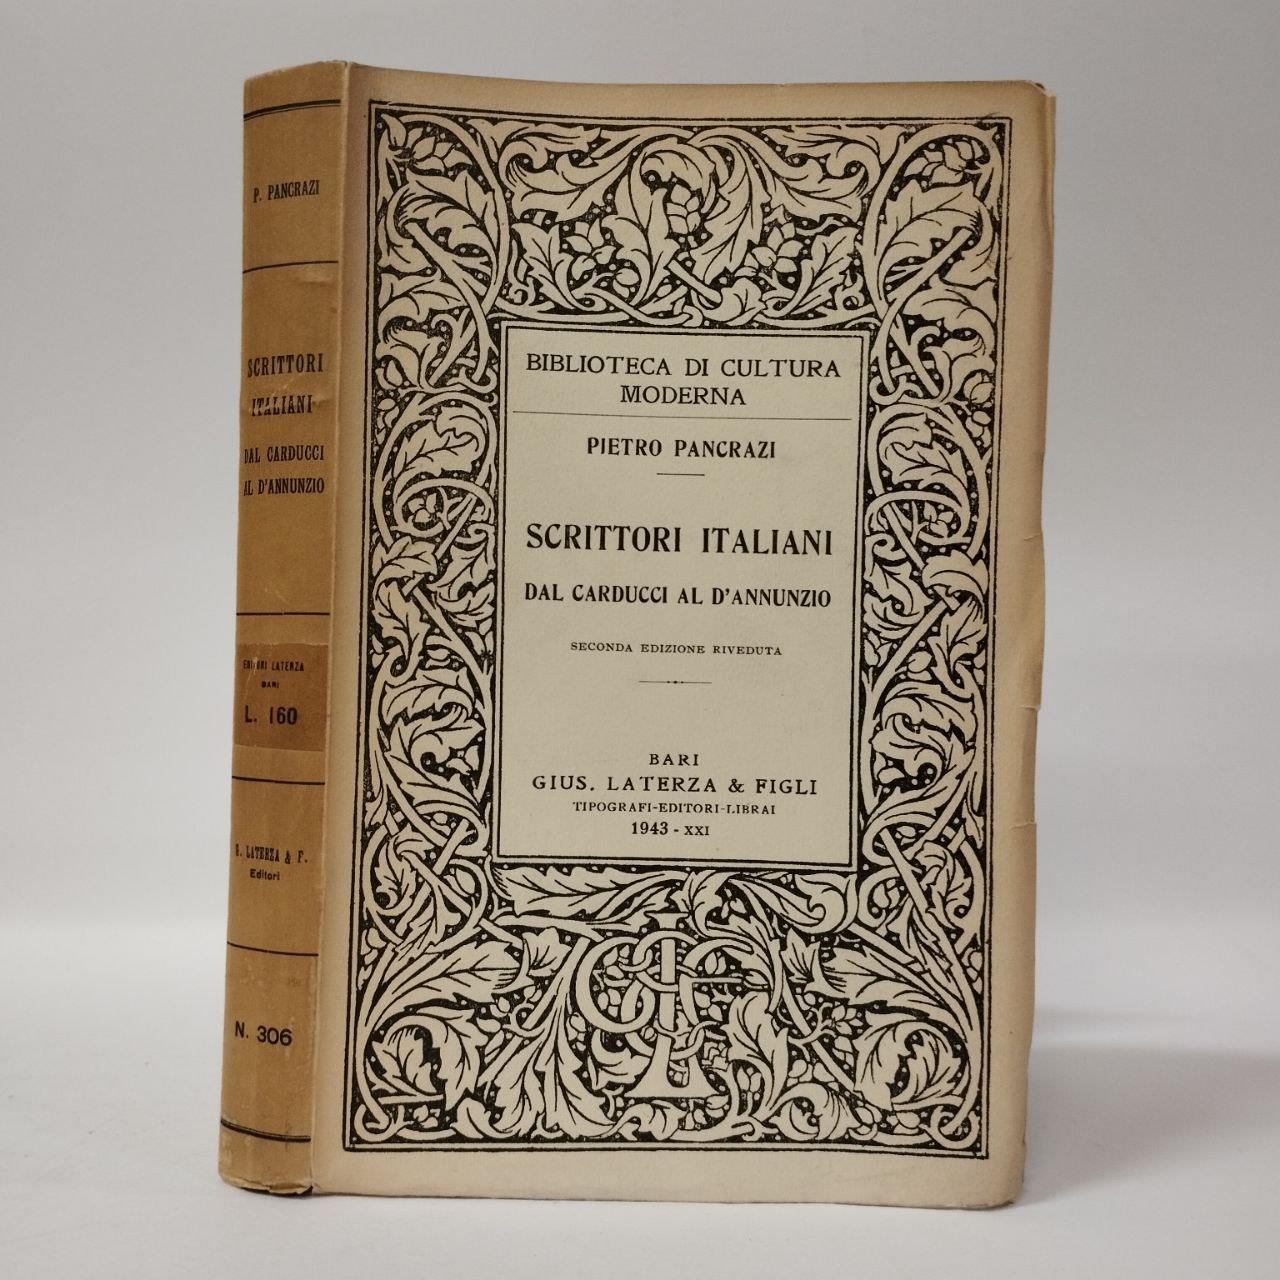 P. PANCRAZI
SCRITTORI
ITALIANI
DAL CARDUCCI
AL D'ANNUNZIO
EDITORI LATERZA
BARI
L. 160
G. LATERZA & F.
Editori
N. 306
BIBLIOTECA DI CULTURA
MODERNA
PIETRO PANCRAZI
SCRITTORI ITALIANI
DAL CARDUCCI AL D'ANNUNZIO
SECONDA EDIZIONE RIVEDUTA
BARI
GIUS. LATERZA & FIGLI
TIPOGRAFI-EDITORI-LIBRAI
1943 - XXI